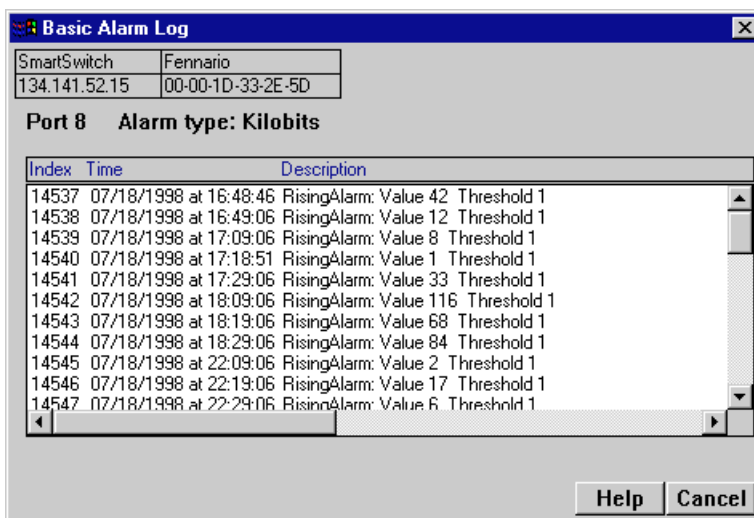 Basic Alarm Log
SmartSwitch Fennario
134.141.52.15 00-00-1D-33-2E-5D
Port 8 Alarm type: Kilobits
Index Time Description
14537 07/18/1998 at 16:48:46 RisingAlarm: Value 42 Threshold 1
14538 07/18/1998 at 16:49:06 RisingAlarm: Value 12 Threshold 1
14539 07/18/1998 at 17:09:06 RisingAlarm: Value 8 Threshold 1
14540 07/18/1998 at 17:18:51 RisingAlarm: Value 1 Threshold 1
14541 07/18/1998 at 17:29:06 RisingAlarm: Value 33 Threshold 1
14542 07/18/1998 at 18:09:06 RisingAlarm: Value 116 Threshold 1
14543 07/18/1998 at 18:19:06 RisingAlarm: Value 68 Threshold 1
14544 07/18/1998 at 18:29:06 RisingAlarm: Value 84 Threshold 1
14545 07/18/1998 at 22:09:06 RisingAlarm: Value 2 Threshold 1
14546 07/18/1998 at 22:19:06 RisingAlarm: Value 17 Threshold 1
14547 07/18/1998 at 22:29:06 RisingAlarm: Value 6 Threshold 1
Help Cancel